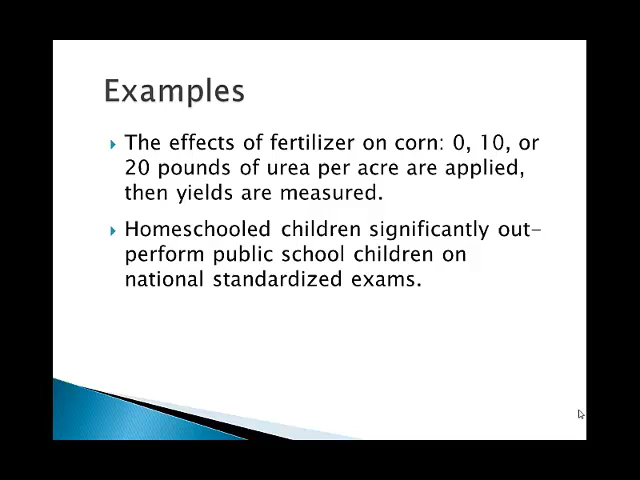 Examples
The effects of fertilizer on corn: 0, 10, or
20 pounds of urea per acre are applied,
then yields are measured.
Homeschooled children significantly out-
perform public school children on
national standardized exams.